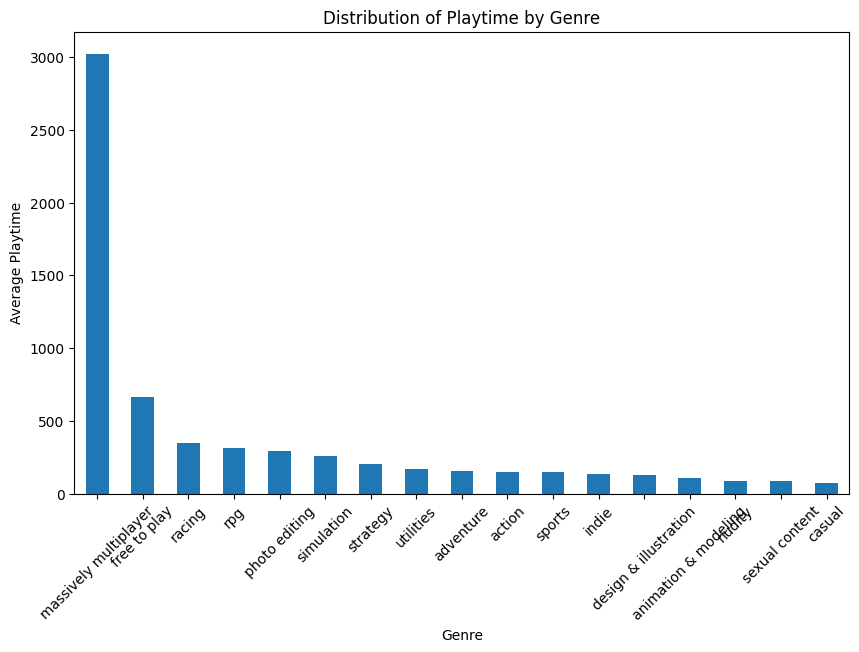 Distribution of Playtime by Genre
Average Playtime
3000
2500
2000
1500
1000
500
0
massively multiplayer
free to play
racing
rpg
photo editing
simulation
strategy
utilities
adventure
action
sports
indie
design & illustration
animation & modeling
nudity
sexual content
casual
Genre